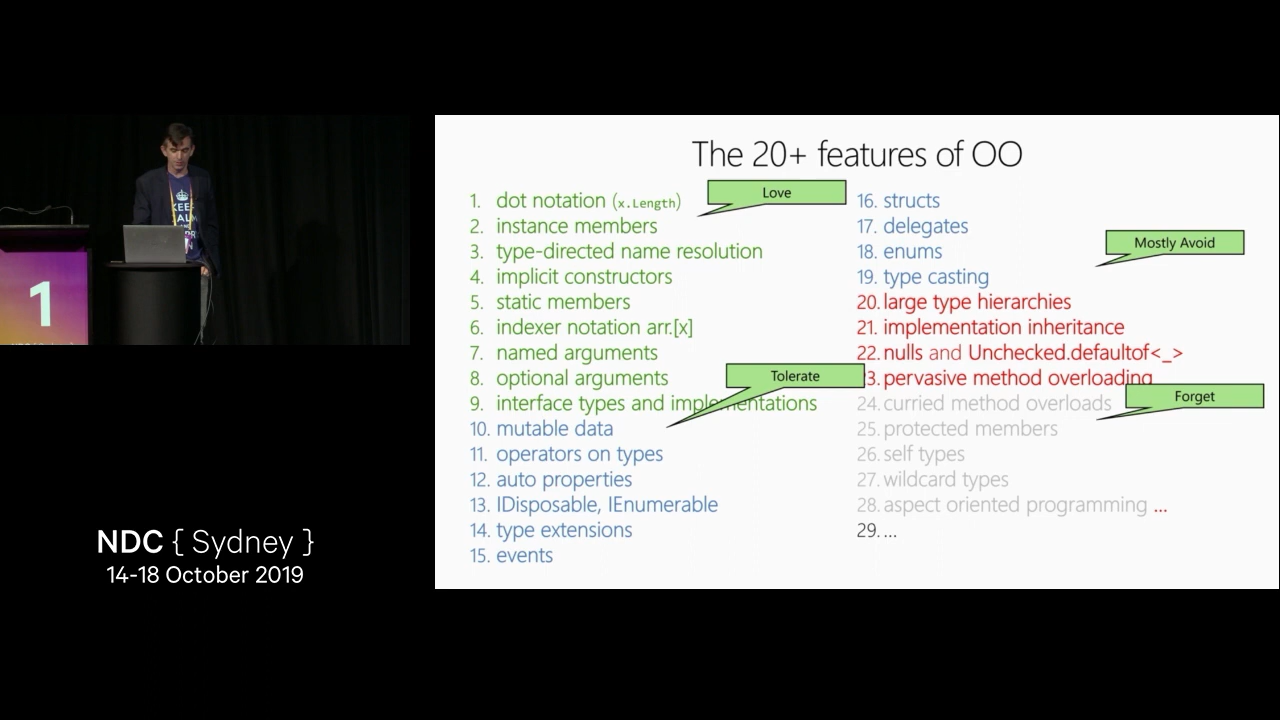 The 20+ features of OO
1. dot notation (x.Length)
2. instance members
3. type-directed name resolution
4. implicit constructors
5. static members
6. indexer notation arr.[x]
7. named arguments
8. optional arguments
9. interface types and implementations
10. mutable data
11. operators on types
12. auto properties
13. IDisposable, IEnumerable
14. type extensions
15. events
Love
Tolerate
16. structs
17. delegates
18. enums
19. type casting
20. large type hierarchies
21. implementation inheritance
22. nulls and Unchecked.defaultof<_>
23. pervasive method overloading
24. curried method overloads
25. protected members
26. self types
27. wildcard types
28. aspect oriented programming ...
29. ...
Mostly Avoid
Forget
KEEP
CALM
1
NDC { Sydney }
14-18 October 2019